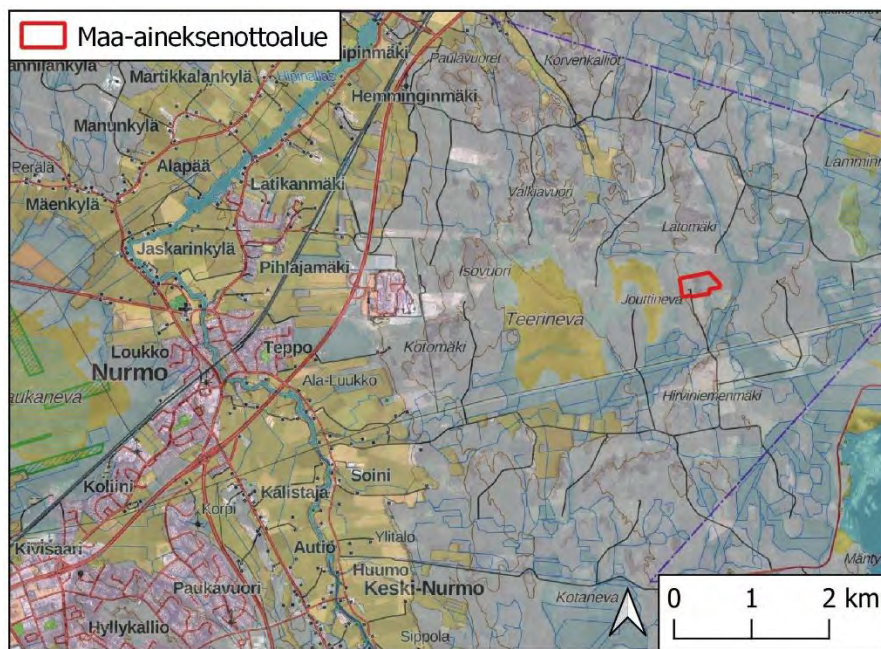 Maa-aineksenottoalue
Martikkalankylä
Hemminginmäki
Paulavuoret
Korvenkalliot
Manunkylä
Perälä
Alapää
Latikanmäki
Mäenkylä
Valkiavuori
Latomäki
Jaskarinkylä
Pihlajamäki
Isovuori
Jouttineva
Teerineva
Loukko
Teppo
Kotomäki
Nurmo
Ala-Luukko
Hirviniemenmäki
Koliini
Kalistaja
Soini
Korpi
Kivisaari
Autio
Ylitalo
Huumo
Paukavuori
Keski-Nurmo
Kotaneva
Hyllykallio
Sippola
0 1 2 km